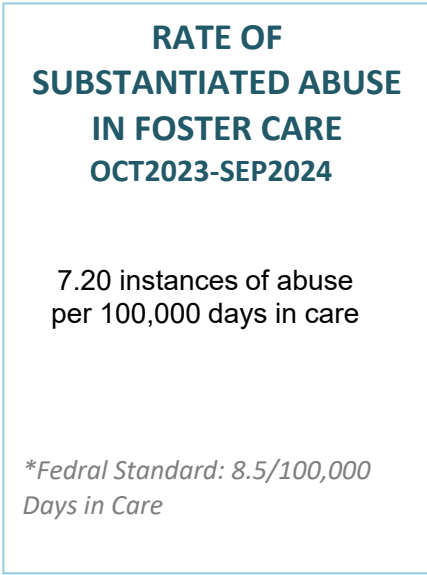 RATE OF
SUBSTANTIATED ABUSE
IN FOSTER CARE
OCT2023-SEP2024
7.20 instances of abuse
per 100,000 days in care
*Fedral Standard: 8.5/100,000
Days in Care